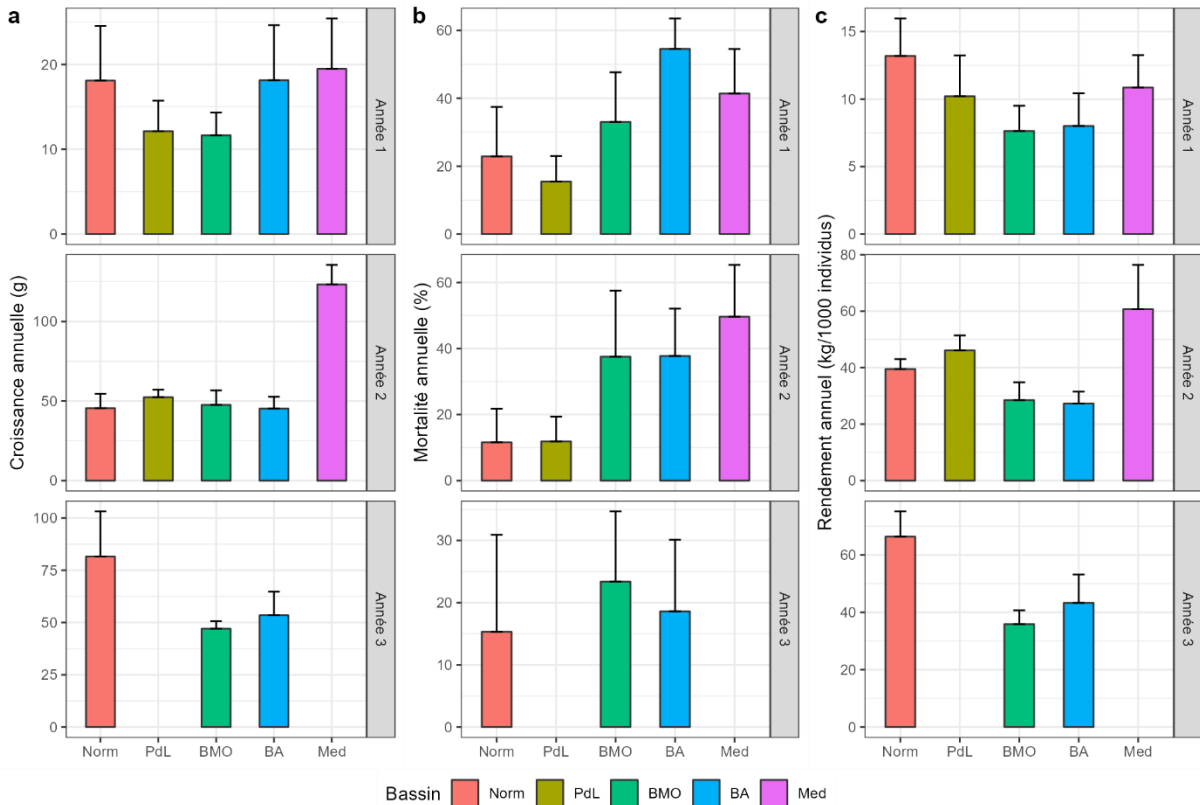 a
Croissance annuelle (g)
20
10
0
Année 1
100
50
0
Année 2
100
75
50
25
0
Année 3
Norm PdL BMO BA Med
b
Mortalité annuelle (%)
60
40
20
0
Année 1
60
40
20
0
Année 2
30
20
10
0
Année 3
Norm PdL BMO BA Med
c
Rendement annuel (kg/1000 individus)
15
10
5
0
Année 1
80
60
40
20
0
Année 2
60
40
20
0
Année 3
Norm PdL BMO BA Med
Bassin Norm PdL BMO BA Med